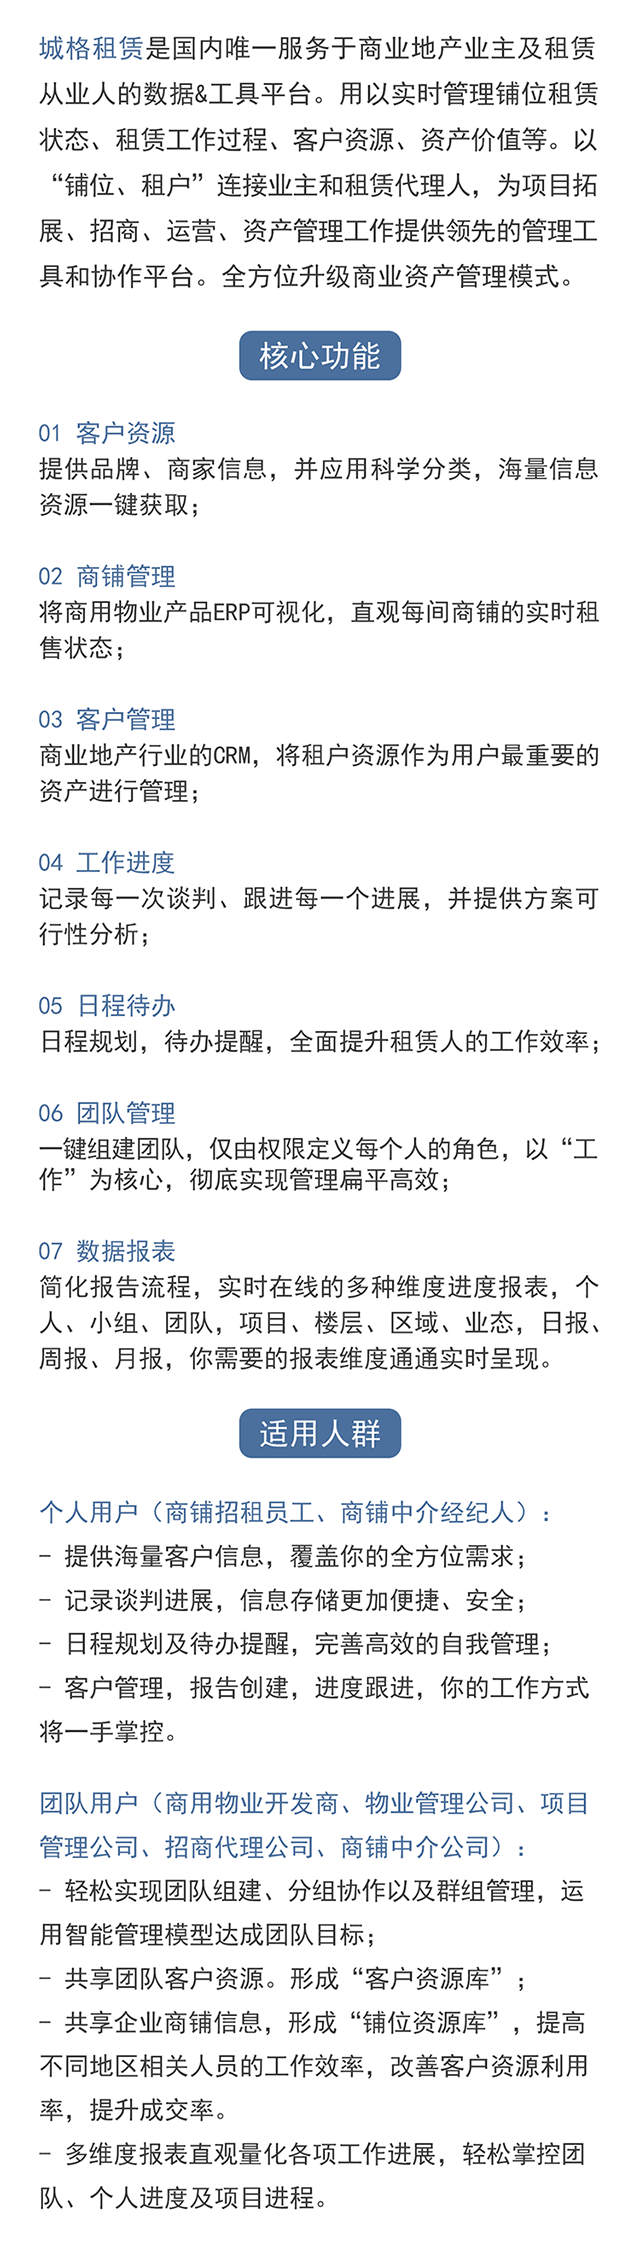 城格租赁是国内唯一服务于商业地产业主及租赁
从业人的数据&工具平台。用以实时管理铺位租赁
状态、租赁工作过程、客户资源、资产价值等。以
“铺位、租户”连接业主和租赁代理人，为项目拓
展、招商、运营、资产管理工作提供领先的管理工
具和协作平台。全方位升级商业资产管理模式。
核心功能
01 客户资源
提供品牌、商家信息，并应用科学分类，海量信息
资源一键获取；
02 商铺管理
将商用物业产品ERP可视化，直观每间商铺的实时租
售状态；
03 客户管理
商业地产行业的CRM，将租户资源作为用户最重要的
资产进行管理；
04 工作进度
记录每一次谈判、跟进每一个进展，并提供方案可
行性分析；
05 日程待办
日程规划，待办提醒，全面提升租赁人的工作效率；
06 团队管理
一键组建团队，仅由权限定义每个人的角色，以“工
作”为核心，彻底实现管理扁平高效；
07 数据报表
简化报告流程，实时在线的多种维度进度报表，个
人、小组、团队，项目、楼层、区域、业态，日报、
周报、月报，你需要的报表维度通通实时呈现。
适用人群
个人用户（商铺招租员工、商铺中介经纪人）：
- 提供海量客户信息，覆盖你的全方位需求；
- 记录谈判进展，信息存储更加便捷、安全；
- 日程规划及待办提醒，完善高效的自我管理；
- 客户管理，报告创建，进度跟进，你的工作方式
将一手掌控。
团队用户（商用物业开发商、物业管理公司、项目
管理公司、招商代理公司、商铺中介公司）：
- 轻松实现团队组建、分组协作以及群组管理，运
用智能管理模型达成团队目标；
- 共享团队客户资源。形成“客户资源库”；
- 共享企业商铺信息，形成“铺位资源库”，提高
不同地区相关人员的工作效率，改善客户资源利用
率，提升成交率。
- 多维度报表直观量化各项工作进展，轻松掌控团
队、个人进度及项目进程。